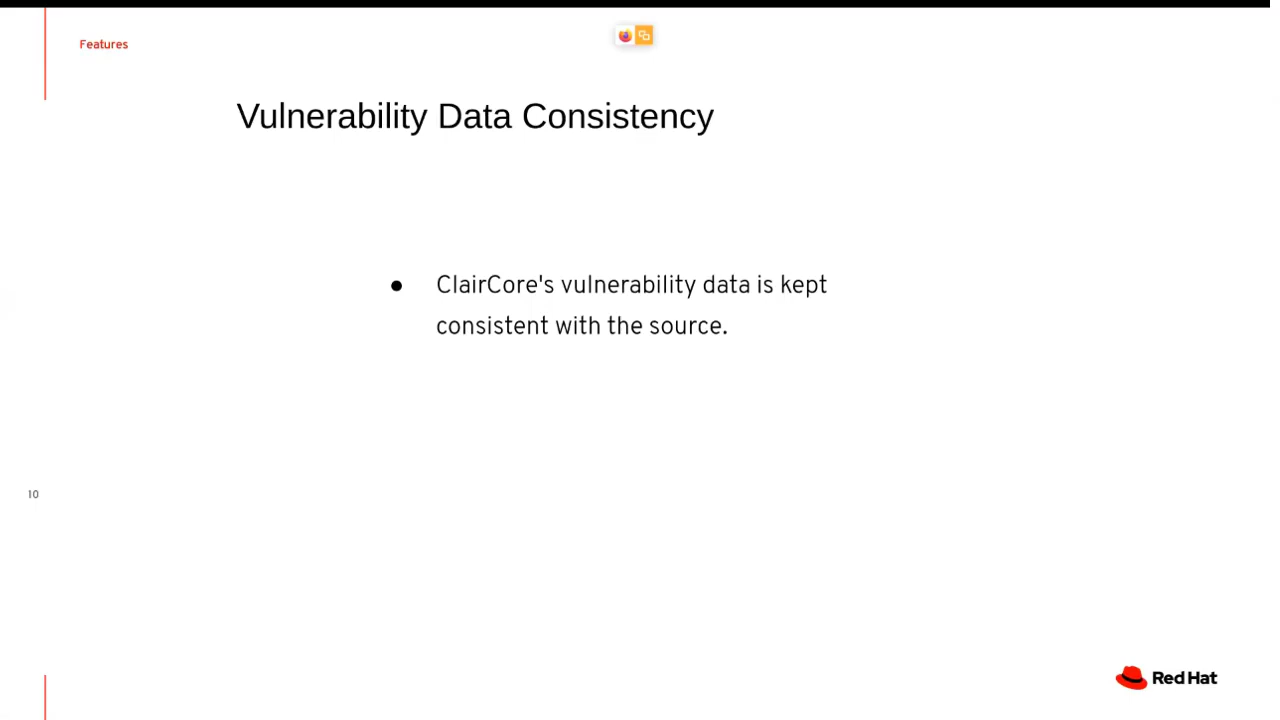 Features
Vulnerability Data Consistency
● ClairCore's vulnerability data is kept
consistent with the source.
10
Red Hat